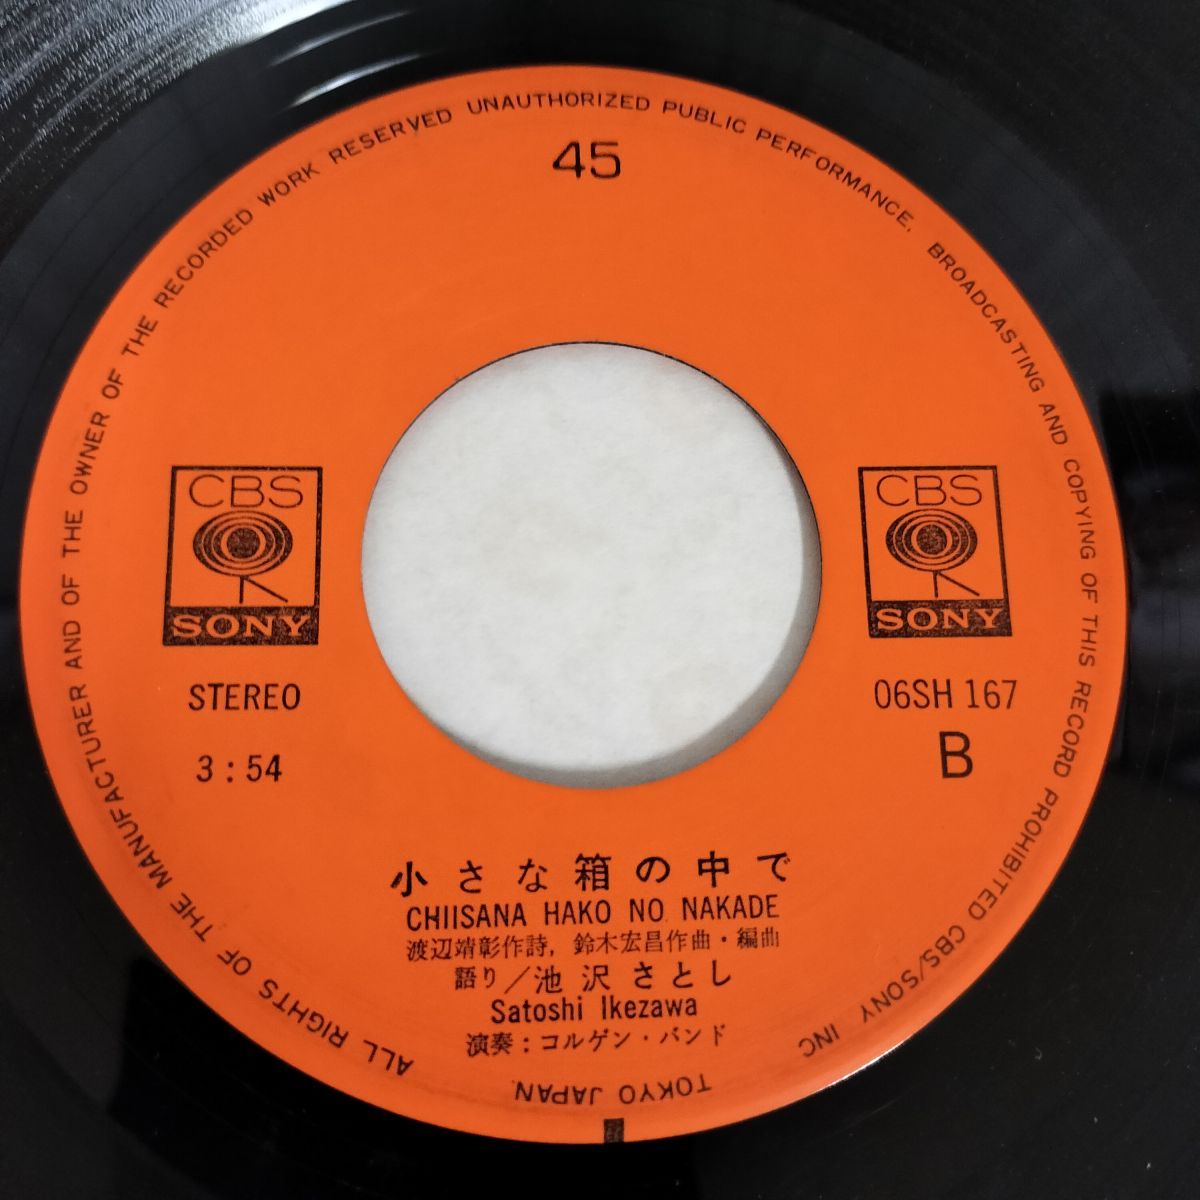 ALL RIGHTS OF THE MANUFACTURER AND OF THE OWNER OF THE RECORDED WORK RESERVED UNAUTHORIZED PUBLIC PERFORMANCE, BROADCASTING AND COPYING OF THIS RECORD PROHIBITED CBS/SONY INC
TOKYO JAPAN
45
CBS
SONY
CBS
SONY
STEREO
3:54
06SH 167
B
小さな箱の中で
CHIISANA HAKO NO NAKADE
渡辺靖彰作詩, 鈴木宏昌作曲・編曲
語り/池沢さとし
Satoshi Ikezawa
演奏:コルゲン・バンド